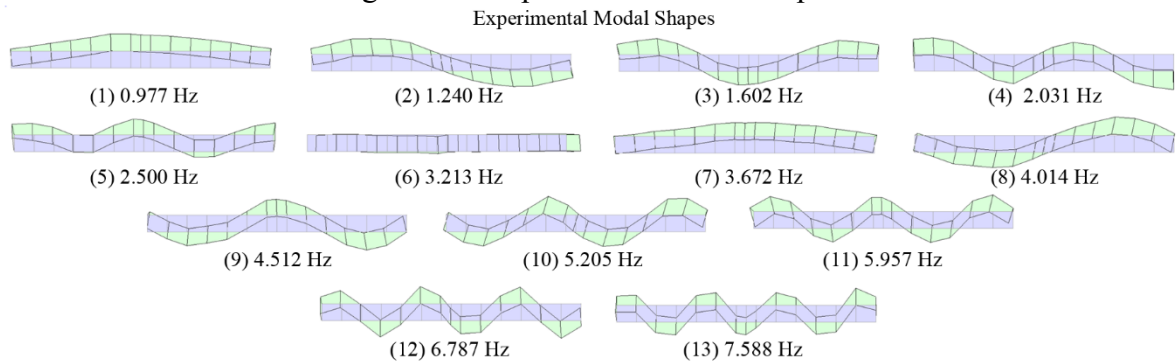 Experimental Modal Shapes
(1) 0.977 Hz (2) 1.240 Hz (3) 1.602 Hz (4) 2.031 Hz
(5) 2.500 Hz (6) 3.213 Hz (7) 3.672 Hz (8) 4.014 Hz
(9) 4.512 Hz (10) 5.205 Hz (11) 5.957 Hz
(12) 6.787 Hz (13) 7.588 Hz